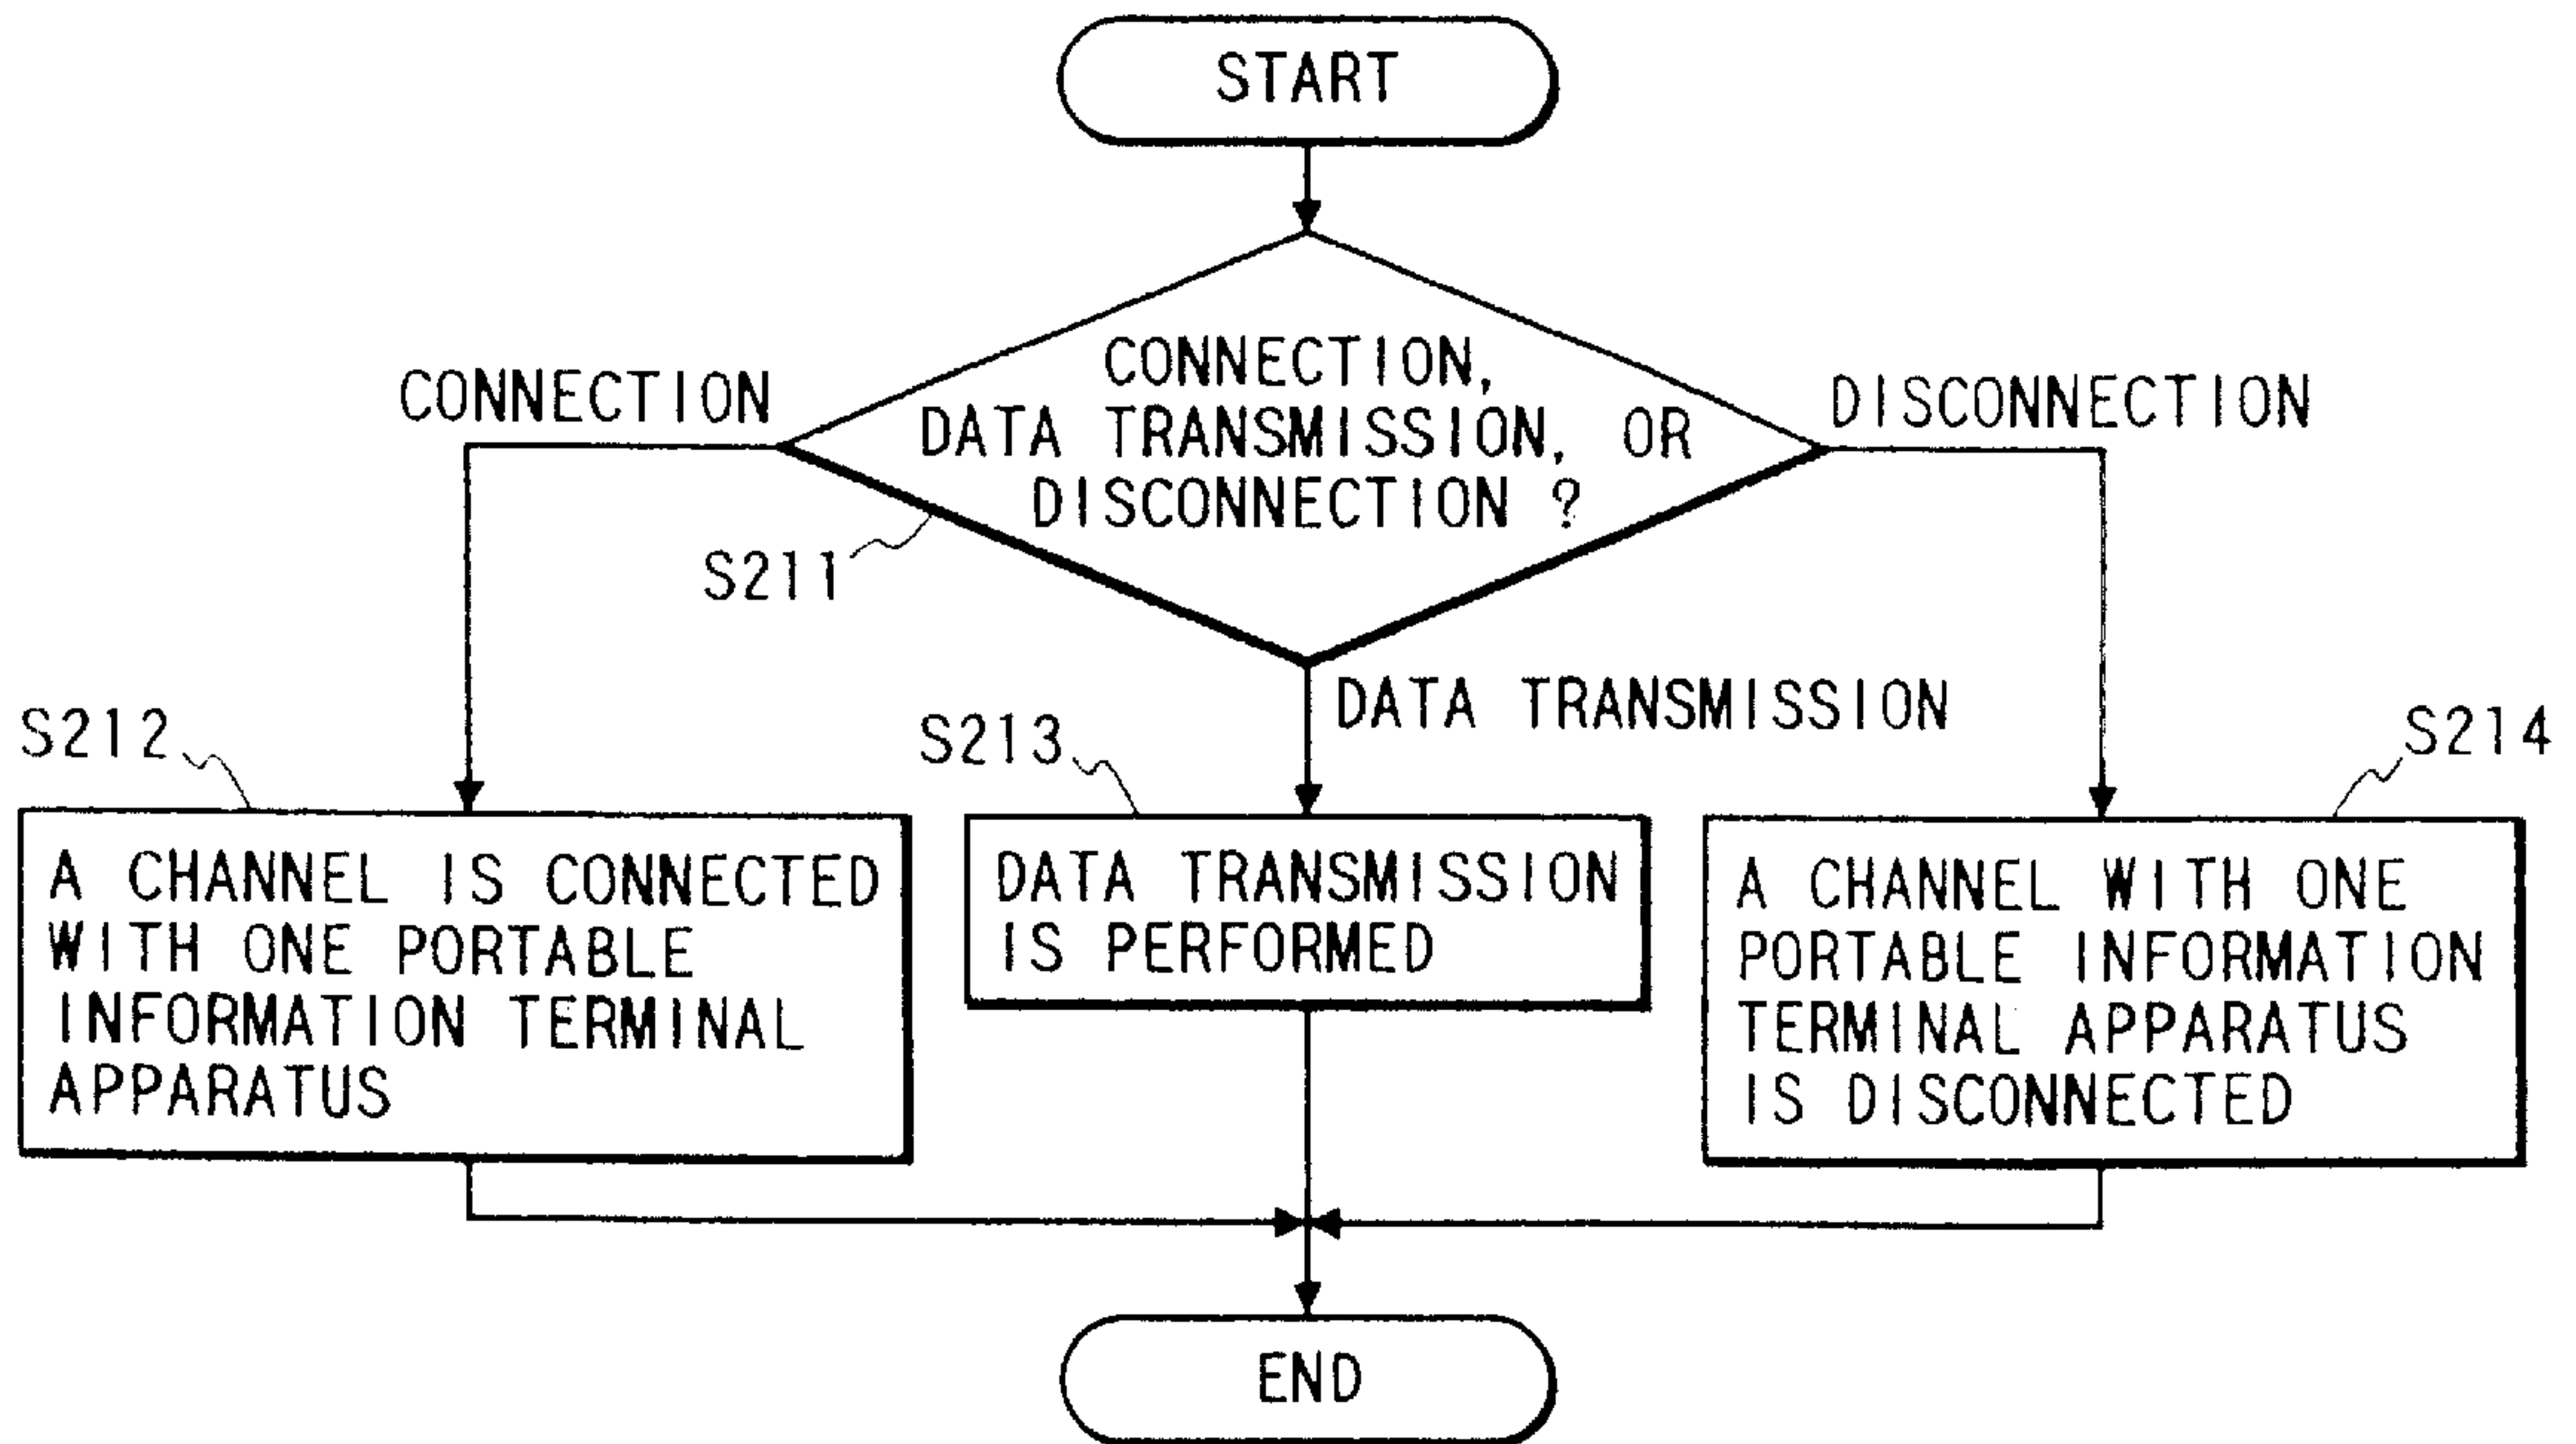 START
CONNECTION,
DATA TRANSMISSION, OR
DISCONNECTION ?
CONNECTION
DISCONNECTION
S211
DATA TRANSMISSION
S212
S213
S214
A CHANNEL IS CONNECTED
WITH ONE PORTABLE
INFORMATION TERMINAL
APPARATUS
DATA TRANSMISSION
IS PERFORMED
A CHANNEL WITH ONE
PORTABLE INFORMATION
TERMINAL APPARATUS
IS DISCONNECTED
END